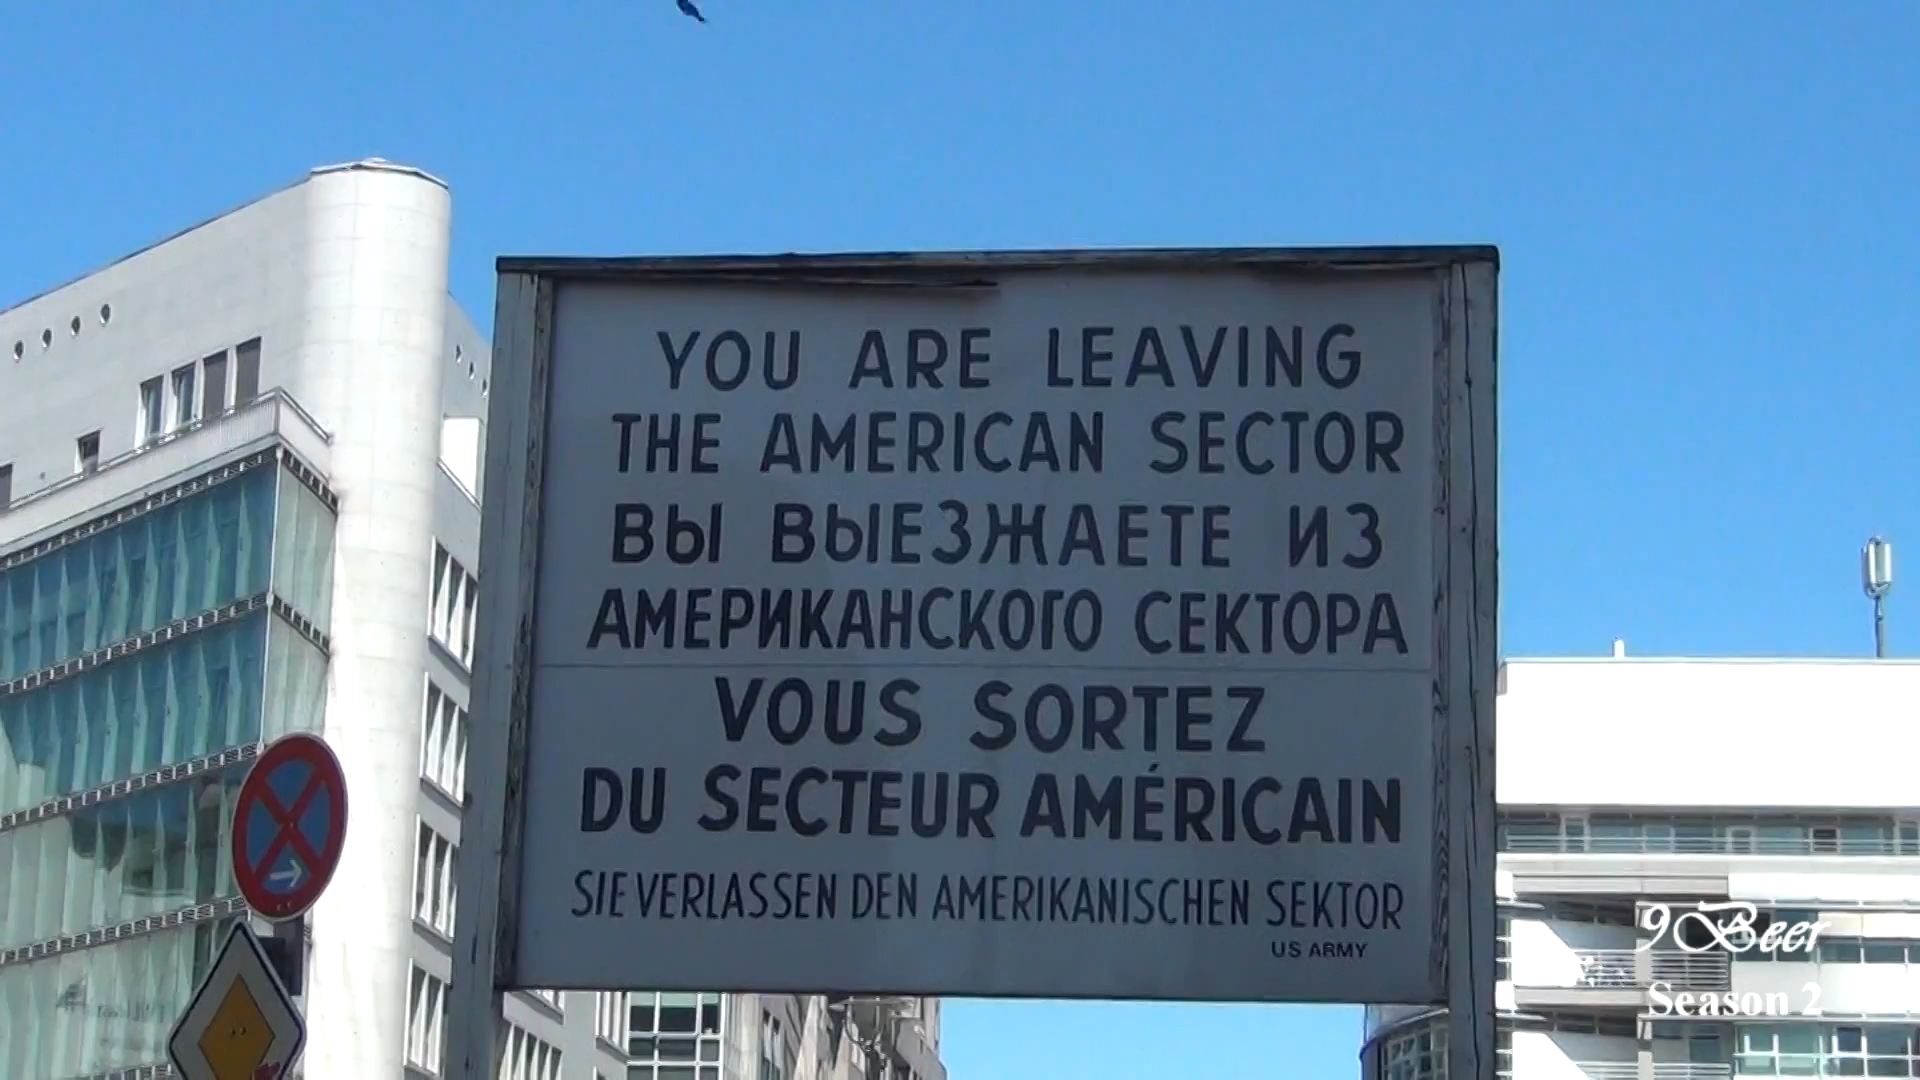 YOU ARE LEAVING
THE AMERICAN SECTOR
ВЫ ВЫЕЗЖАЕТЕ ИЗ
АМЕРИКАНСКОГО СЕКТОРА
VOUS SORTEZ
DU SECTEUR AMÉRICAIN
SIE VERLASSEN DEN AMERIKANISCHEN SEKTOR
US ARMY
9Beer
Season 2